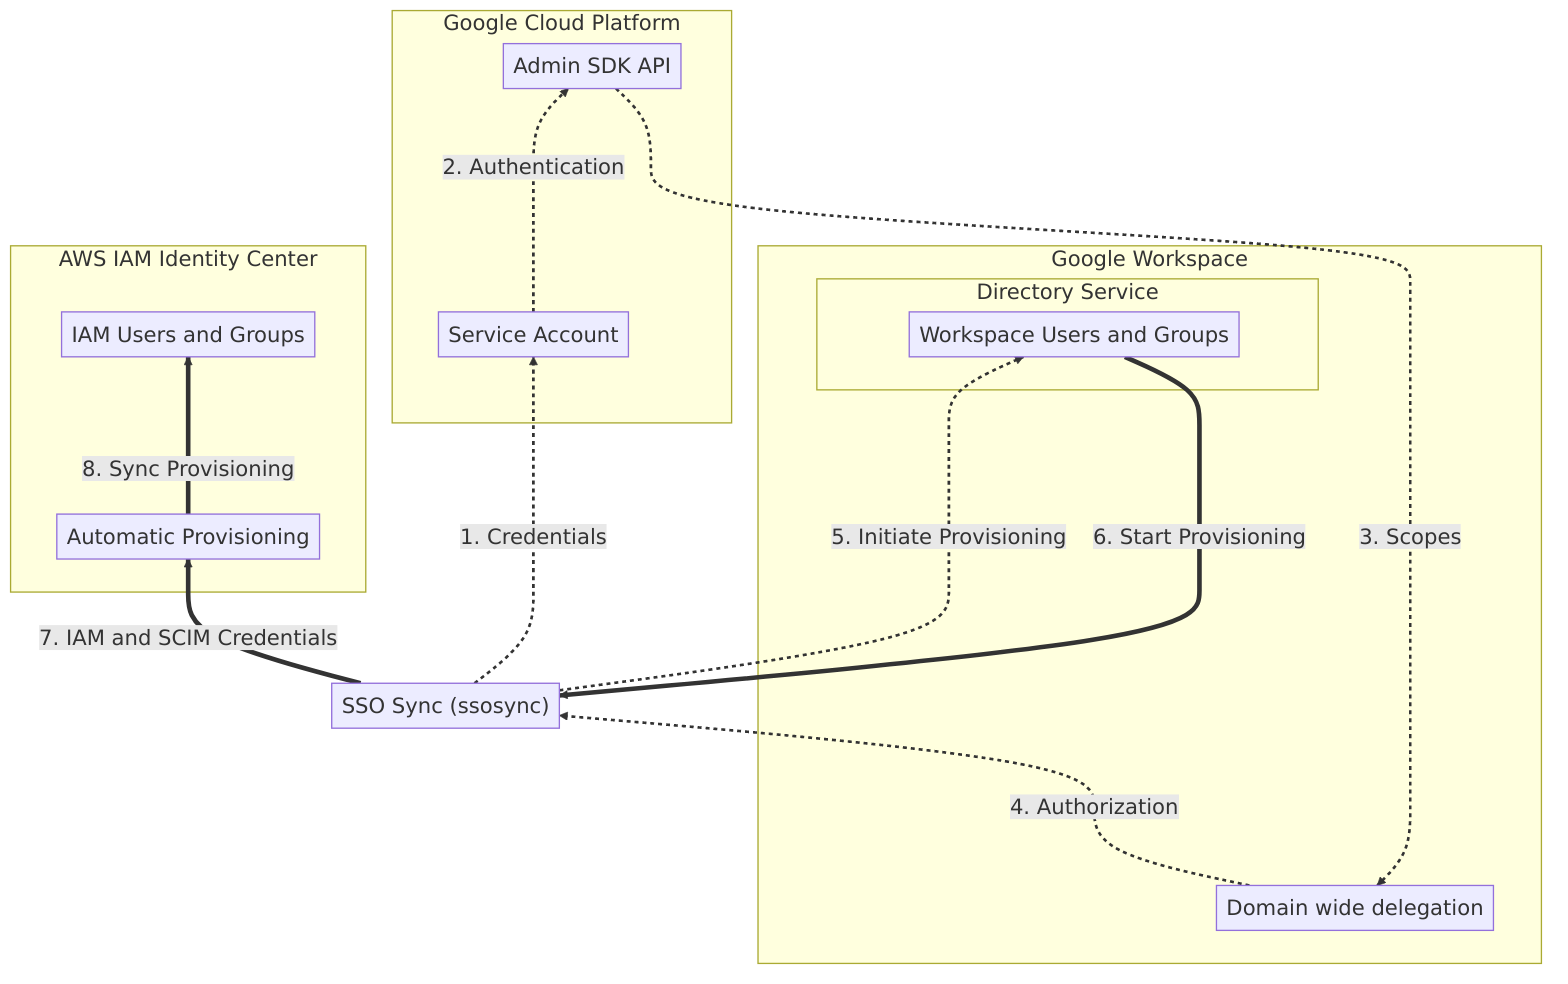 Google Cloud Platform
Admin SDK API
2. Authentication
AWS IAM Identity Center
Google Workspace
Directory Service
IAM Users and Groups
Service Account
Workspace Users and Groups
8. Sync Provisioning
Automatic Provisioning
1. Credentials
5. Initiate Provisioning
6. Start Provisioning
3. Scopes
7. IAM and SCIM Credentials
SSO Sync (ssosync)
4. Authorization
Domain wide delegation